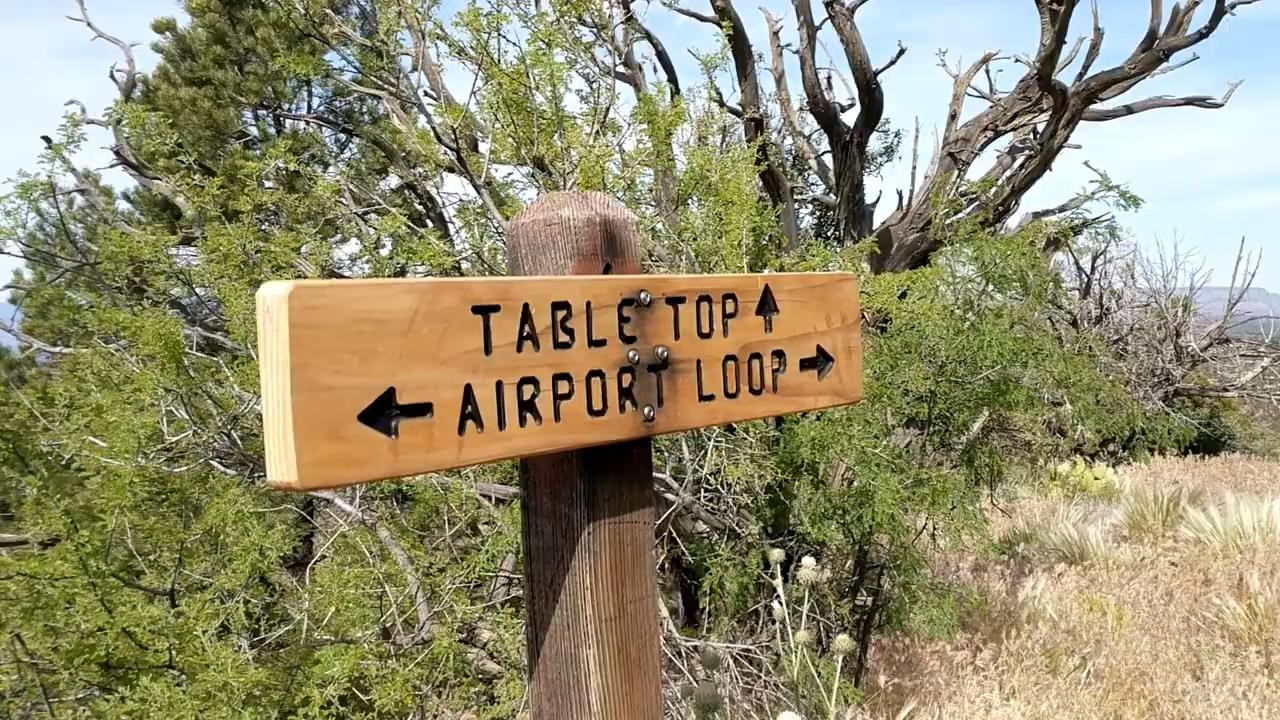 TABLE TOP ↑
← AIRPORT LOOP →